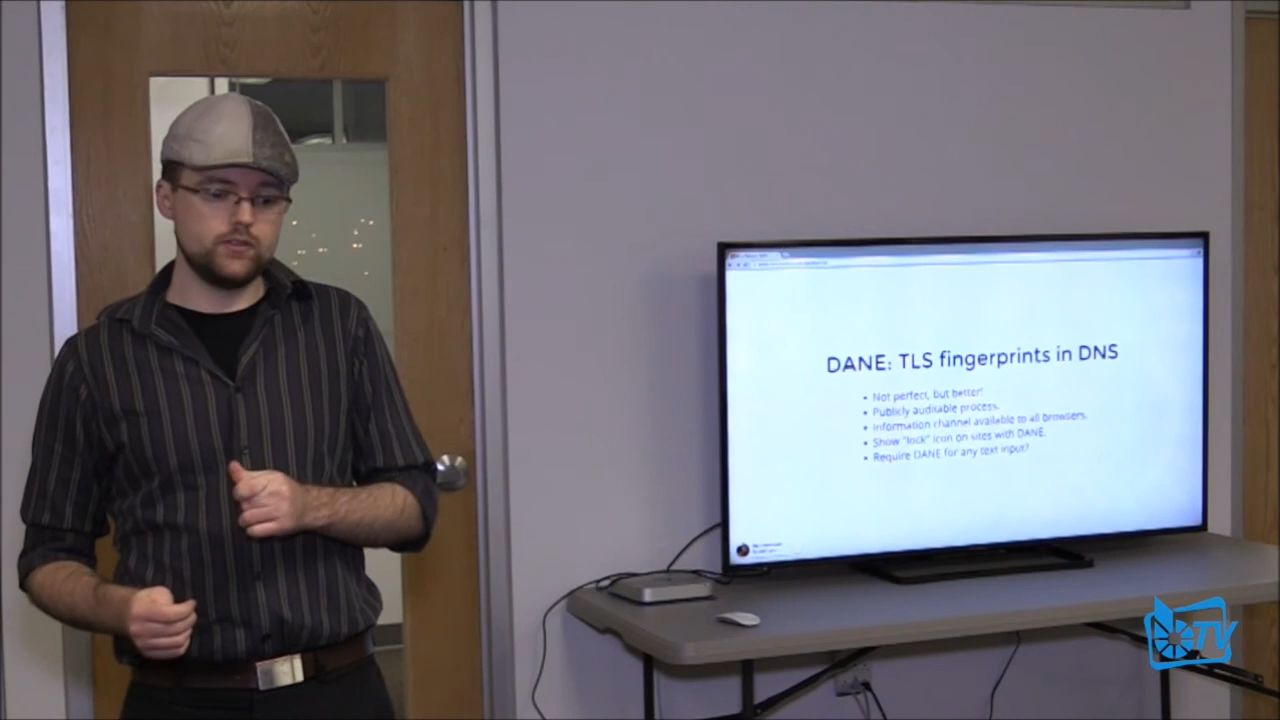 DANE: TLS fingerprints in DNS
• Not perfect, but better!
• Publicly auditable process.
• Information channel available to all browsers.
• Show "lock" icon on sites with DANE.
• Require DANE for any text input?
TV